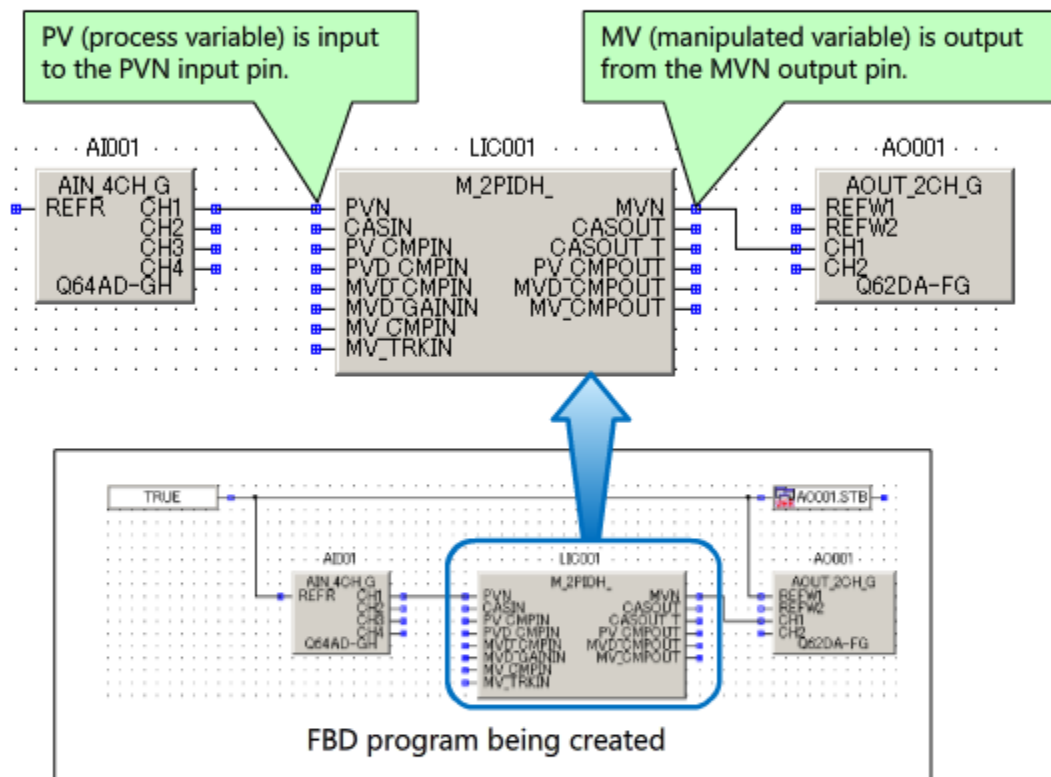 PV (process variable) is input
to the PVN input pin.
MV (manipulated variable) is output
from the MVN output pin.
AI001
AIN_4CH_G
REFR CH1
CH2
CH3
CH4
Q64AD-GH
LIC001
M_2PIDH_
PVN MVN
CASIN CASOUT
PV_CMPIN CASOUT_T
PVD_CMPIN PV_CMPOUT
MVD_CMPIN MVD_CMPOUT
MVD_GAININ MV_CMPOUT
MV_CMPIN
MV_TRKIN
AO001
AOUT_2CH_G
REFW1
REFW2
CH1
CH2
Q62DA-FG
TRUE
AO001.STB
AI001
AIN_4CH_G
REFR CH1
CH2
CH3
CH4
Q64AD-GH
LIC001
M_2PIDH_
PVN MVN
CASIN CASOUT
PV_CMPIN CASOUT_T
PVD_CMPIN PV_CMPOUT
MVD_CMPIN MVD_CMPOUT
MVD_GAININ MV_CMPOUT
MV_CMPIN
MV_TRKIN
AO001
AOUT_2CH_G
REFW1
REFW2
CH1
CH2
Q62DA-FG
FBD program being created